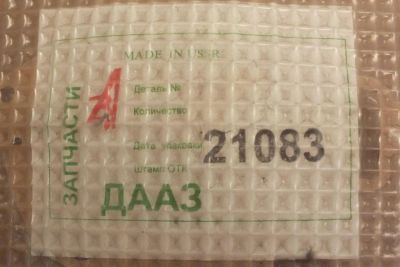 ЗАПЧАСТИ
MADE IN USSR
Деталь №
Количество
Дата упаковки
21083
Штамп ОТК
ДААЗ